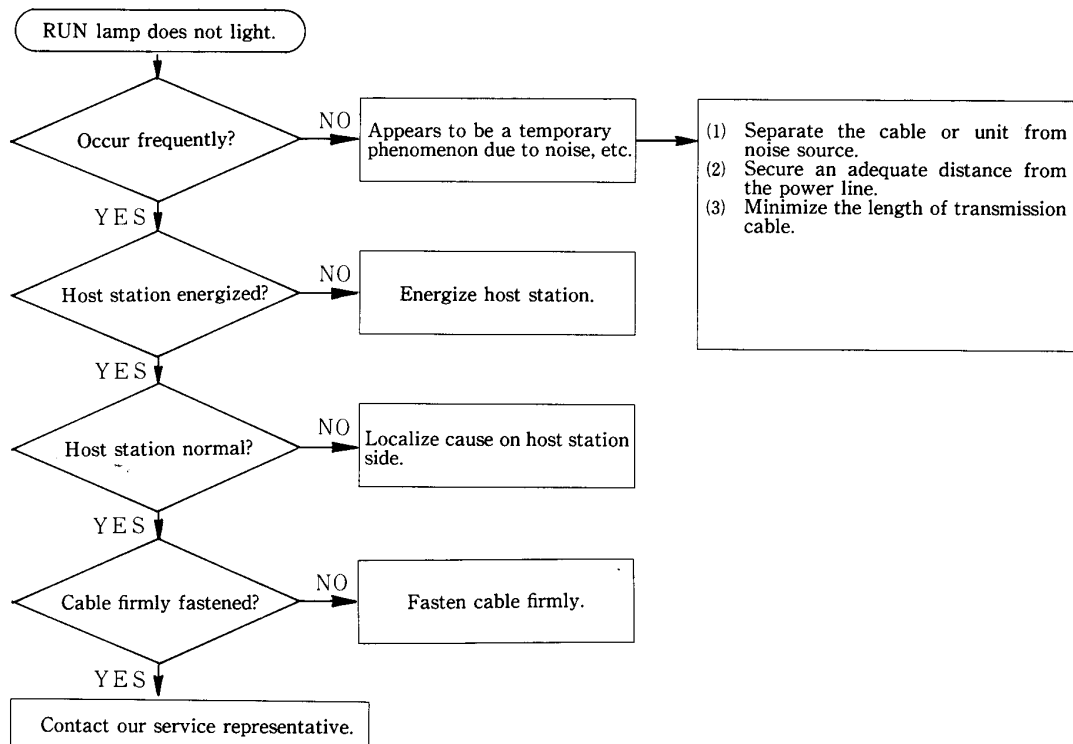 RUN lamp does not light.
Occur frequently?
NO
Appears to be a temporary
phenomenon due to noise, etc.
(1) Separate the cable or unit from
noise source.
(2) Secure an adequate distance from
the power line.
(3) Minimize the length of transmission
cable.
YES
Host station energized?
NO
Energize host station.
YES
Host station normal?
NO
Localize cause on host station
side.
YES
Cable firmly fastened?
NO
Fasten cable firmly.
YES
Contact our service representative.